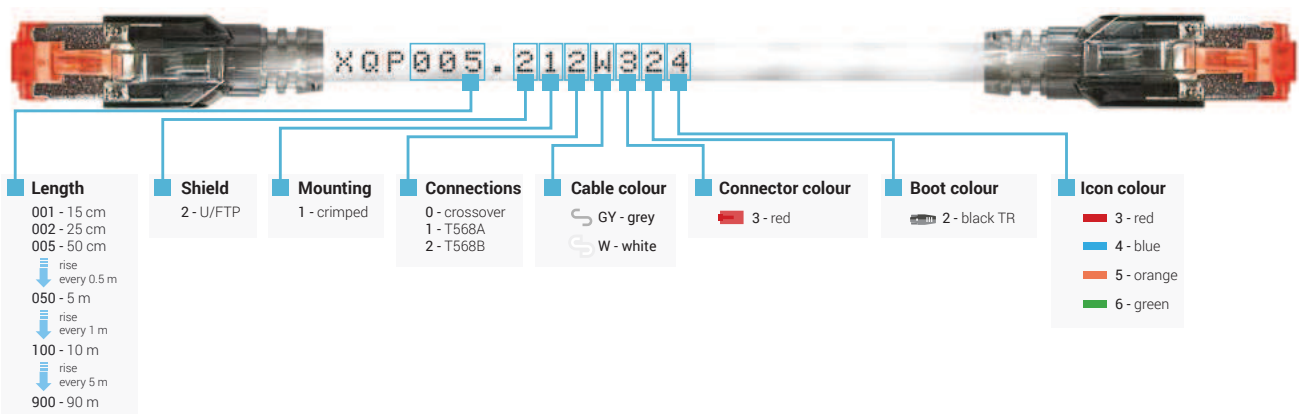 XQP005.212W324
Length
001 - 15 cm
002 - 25 cm
005 - 50 cm
rise
every 0.5 m
050 - 5 m
rise
every 1 m
100 - 10 m
rise
every 5 m
900 - 90 m
Shield
2 - U/FTP
Mounting
1 - crimped
Connections
0 - crossover
1 - T568A
2 - T568B
Cable colour
GY - grey
W - white
Connector colour
3 - red
Boot colour
2 - black TR
Icon colour
3 - red
4 - blue
5 - orange
6 - green